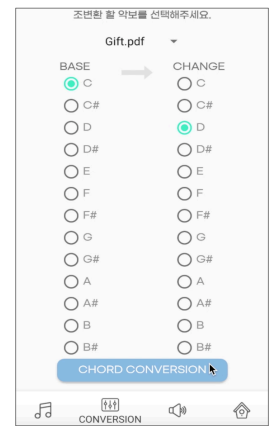 조변환 할 악보를 선택해주세요.
Gift.pdf
BASE CHANGE
C C
C# C#
D D
D# D#
E E
F F
F# F#
G G
G# G#
A A
A# A#
B B
B# B#
CHORD CONVERSION
CONVERSION